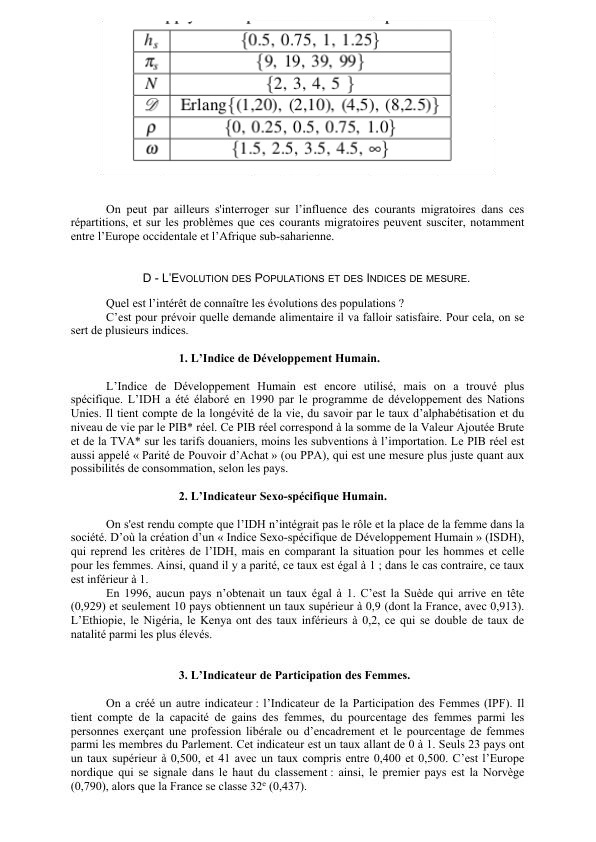 h_s {0.5, 0.75, 1, 1.25}
π_s {9, 19, 39, 99}
N {2, 3, 4, 5 }
𝒟 Erlang{(1,20), (2,10), (4,5), (8,2.5)}
ρ {0, 0.25, 0.5, 0.75, 1.0}
ω {1.5, 2.5, 3.5, 4.5, ∞}
On peut par ailleurs s'interroger sur l’influence des courants migratoires dans ces
répartitions, et sur les problèmes que ces courants migratoires peuvent susciter, notamment
entre l’Europe occidentale et l’Afrique sub-saharienne.
D - L’EVOLUTION DES POPULATIONS ET DES INDICES DE MESURE.
Quel est l’intérêt de connaître les évolutions des populations ?
C’est pour prévoir quelle demande alimentaire il va falloir satisfaire. Pour cela, on se
sert de plusieurs indices.
1. L’Indice de Développement Humain.
L’Indice de Développement Humain est encore utilisé, mais on a trouvé plus
spécifique. L’IDH a été élaboré en 1990 par le programme de développement des Nations
Unies. Il tient compte de la longévité de la vie, du savoir par le taux d’alphabétisation et du
niveau de vie par le PIB* réel. Ce PIB réel correspond à la somme de la Valeur Ajoutée Brute
et de la TVA* sur les tarifs douaniers, moins les subventions à l’importation. Le PIB réel est
aussi appelé « Parité de Pouvoir d’Achat » (ou PPA), qui est une mesure plus juste quant aux
possibilités de consommation, selon les pays.
2. L’Indicateur Sexo-spécifique Humain.
On s'est rendu compte que l’IDH n’intégrait pas le rôle et la place de la femme dans la
société. D’où la création d’un « Indice Sexo-spécifique de Développement Humain » (ISDH),
qui reprend les critères de l’IDH, mais en comparant la situation pour les hommes et celle
pour les femmes. Ainsi, quand il y a parité, ce taux est égal à 1 ; dans le cas contraire, ce taux
est inférieur à 1.
En 1996, aucun pays n’obtenait un taux égal à 1. C’est la Suède qui arrive en tête
(0,929) et seulement 10 pays obtiennent un taux supérieur à 0,9 (dont la France, avec 0,913).
L’Ethiopie, le Nigéria, le Kenya ont des taux inférieurs à 0,2, ce qui se double de taux de
natalité parmi les plus élevés.
3. L’Indicateur de Participation des Femmes.
On a créé un autre indicateur : l’Indicateur de la Participation des Femmes (IPF). Il
tient compte de la capacité de gains des femmes, du pourcentage des femmes parmi les
personnes exerçant une profession libérale ou d’encadrement et le pourcentage de femmes
parmi les membres du Parlement. Cet indicateur est un taux allant de 0 à 1. Seuls 23 pays ont
un taux supérieur à 0,500, et 41 avec un taux compris entre 0,400 et 0,500. C’est l’Europe
nordique qui se signale dans le haut du classement : ainsi, le premier pays est la Norvège
(0,790), alors que la France se classe 32e (0,437).